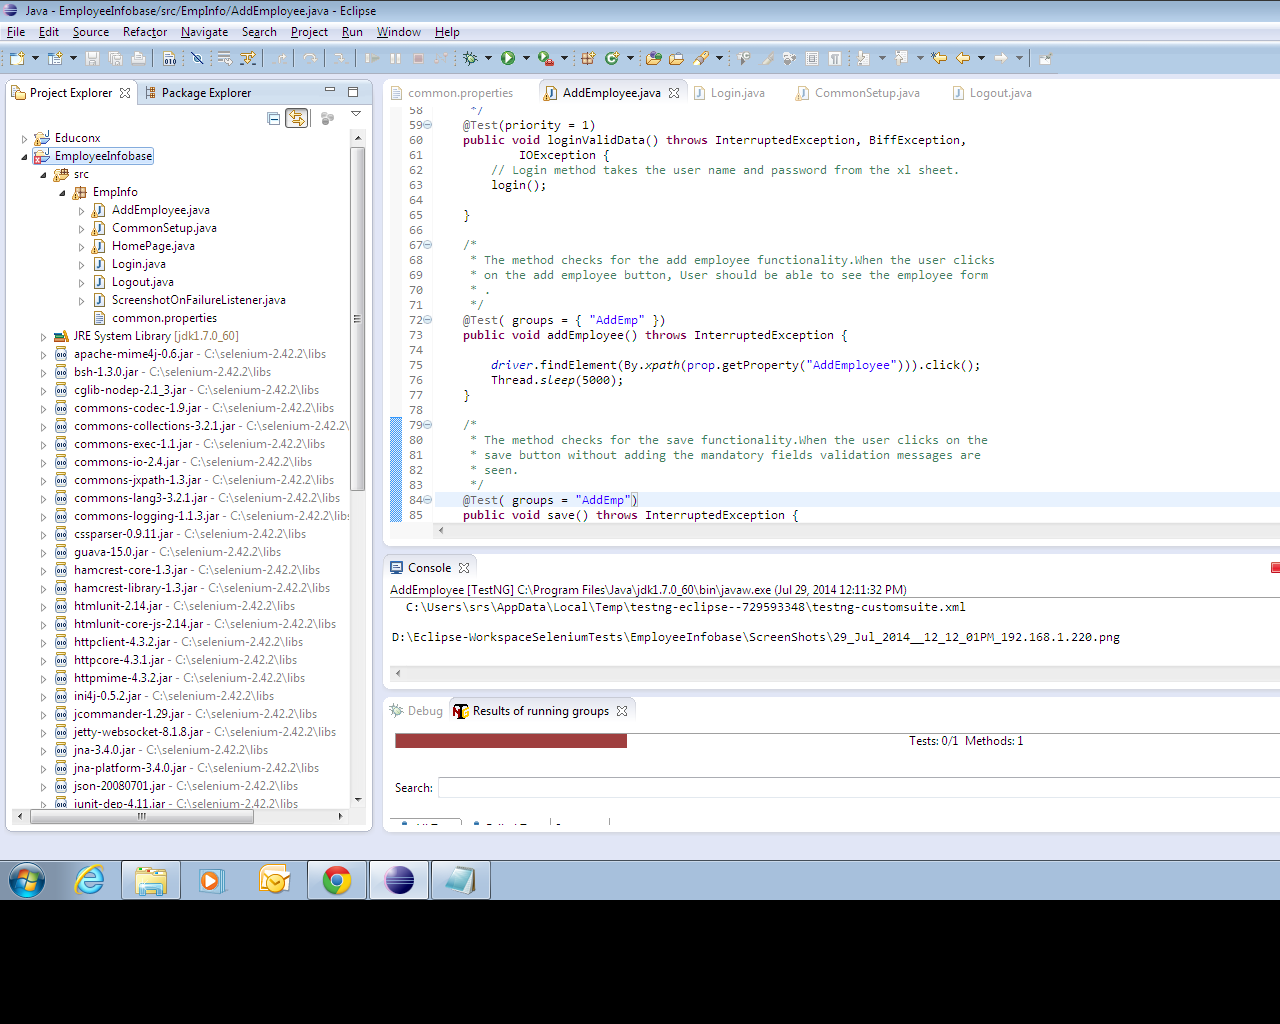 Java - EmployeeInfobase/src/EmpInfo/AddEmployee.java - Eclipse
File Edit Source Refactor Navigate Search Project Run Window Help
Project Explorer
Package Explorer
Educonx
EmployeeInfobase
src
EmpInfo
AddEmployee.java
CommonSetup.java
HomePage.java
Login.java
Logout.java
ScreenshotOnFailureListener.java
common.properties
JRE System Library [jdk1.7.0_60]
apache-mime4j-0.6.jar - C:\selenium-2.42.2\libs
bsh-1.3.0.jar - C:\selenium-2.42.2\libs
cglib-nodep-2.1_3.jar - C:\selenium-2.42.2\libs
commons-codec-1.9.jar - C:\selenium-2.42.2\libs
commons-collections-3.2.1.jar - C:\selenium-2.42.2\
commons-exec-1.1.jar - C:\selenium-2.42.2\libs
commons-io-2.4.jar - C:\selenium-2.42.2\libs
commons-jxpath-1.3.jar - C:\selenium-2.42.2\libs
commons-lang3-3.2.1.jar - C:\selenium-2.42.2\libs
commons-logging-1.1.3.jar - C:\selenium-2.42.2\libs
cssparser-0.9.11.jar - C:\selenium-2.42.2\libs
guava-15.0.jar - C:\selenium-2.42.2\libs
hamcrest-core-1.3.jar - C:\selenium-2.42.2\libs
hamcrest-library-1.3.jar - C:\selenium-2.42.2\libs
htmlunit-2.14.jar - C:\selenium-2.42.2\libs
htmlunit-core-js-2.14.jar - C:\selenium-2.42.2\libs
httpclient-4.3.2.jar - C:\selenium-2.42.2\libs
httpcore-4.3.1.jar - C:\selenium-2.42.2\libs
httpmime-4.3.2.jar - C:\selenium-2.42.2\libs
ini4j-0.5.2.jar - C:\selenium-2.42.2\libs
jcommander-1.29.jar - C:\selenium-2.42.2\libs
jetty-websocket-8.1.8.jar - C:\selenium-2.42.2\libs
jna-3.4.0.jar - C:\selenium-2.42.2\libs
jna-platform-3.4.0.jar - C:\selenium-2.42.2\libs
json-20080701.jar - C:\selenium-2.42.2\libs
junit-dep-4.11.jar - C:\selenium-2.42.2\libs
common.properties AddEmployee.java Login.java CommonSetup.java Logout.java
58 */
59 @Test(priority = 1)
60 public void loginValidData() throws InterruptedException, BiffException,
61 IOException {
62 // Login method takes the user name and password from the xl sheet.
63 login();
64
65 }
66
67 /*
68 * The method checks for the add employee functionality.When the user clicks
69 * on the add employee button, User should be able to see the employee form
70 * .
71 */
72 @Test( groups = { "AddEmp" })
73 public void addEmployee() throws InterruptedException {
74
75 driver.findElement(By.xpath(prop.getProperty("AddEmployee"))).click();
76 Thread.sleep(5000);
77 }
78
79 /*
80 * The method checks for the save functionality.When the user clicks on the
81 * save button without adding the mandatory fields validation messages are
82 * seen.
83 */
84 @Test( groups = "AddEmp")
85 public void save() throws InterruptedException {
Console
AddEmployee [TestNG] C:\Program Files\Java\jdk1.7.0_60\bin\javaw.exe (Jul 29, 2014 12:11:32 PM)
C:\Users\srs\AppData\Local\Temp\testng-eclipse--729593348\testng-customsuite.xml
D:\Eclipse-WorkspaceSeleniumTests\EmployeeInfobase\ScreenShots\29_Jul_2014__12_12_01PM_192.168.1.220.png
Debug Results of running groups
Tests: 0/1 Methods: 1
Search: